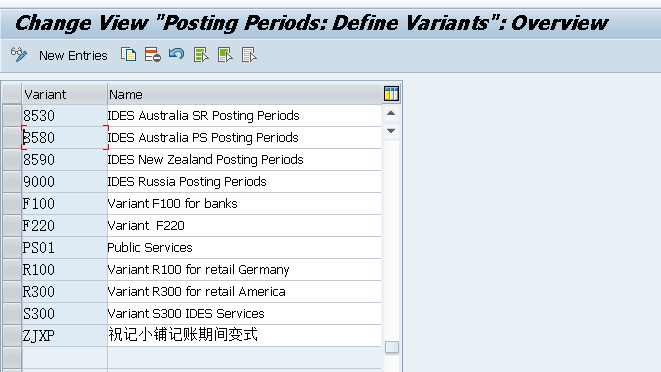 Change View "Posting Periods: Define Variants": Overview
New Entries
Variant Name
8530 IDES Australia SR Posting Periods
8580 IDES Australia PS Posting Periods
8590 IDES New Zealand Posting Periods
9000 IDES Russia Posting Periods
F100 Variant F100 for banks
F220 Variant  F220
PS01 Public Services
R100 Variant R100 for retail Germany
R300 Variant R300 for retail America
S300 Variant S300 IDES Services
ZJXP 祝记小铺记账期间变式